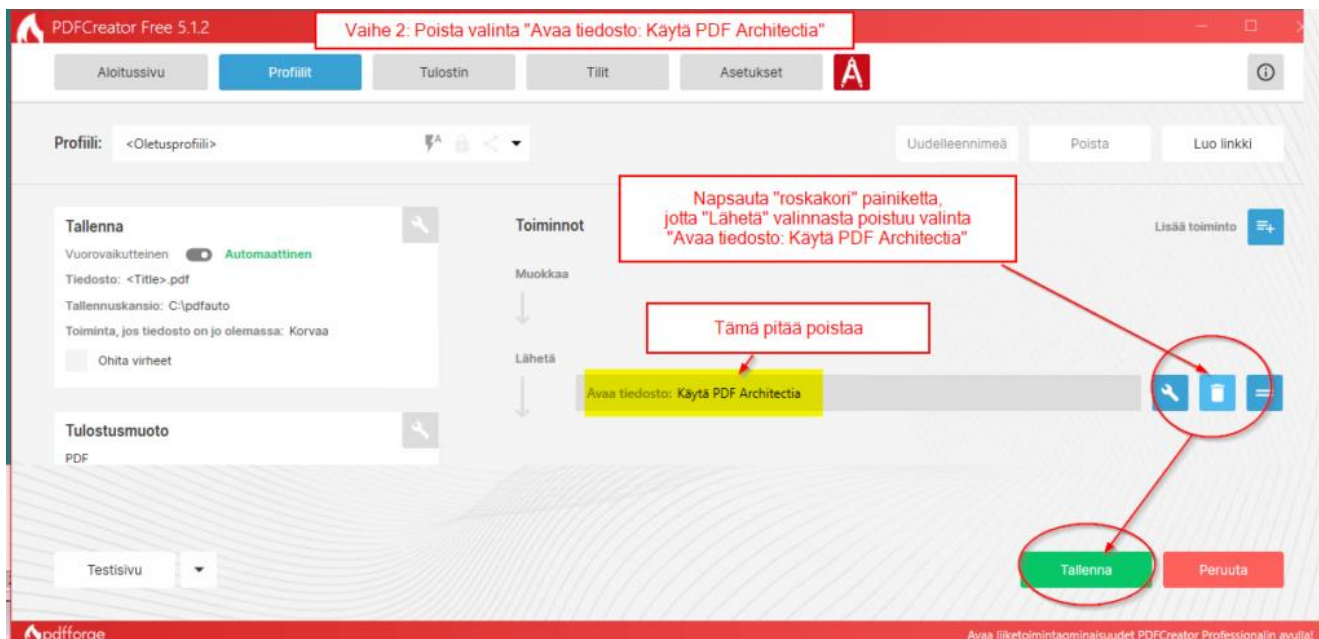 PDFCreator Free 5.1.2
Vaihe 2: Poista valinta "Avaa tiedosto: Käytä PDF Architectia"
Aloitussivu
Profiilit
Tulostin
Tilit
Asetukset
Profiili:
<Oletusprofiili>
Uudelleennimeä
Poista
Luo linkki
Napsauta "roskakori" painiketta,
jotta "Lähetä" valinnasta poistuu valinta
"Avaa tiedosto: Käytä PDF Architectia"
Tallenna
Vuorovaikutteinen Automaattinen
Tiedosto: <Title>.pdf
Tallennuskansio: C:\pdfauto
Toiminta, jos tiedosto on jo olemassa: Korvaa
Ohita virheet
Toiminnot
Lisää toiminto
Muokkaa
Tämä pitää poistaa
Lähetä
Avaa tiedosto: Käytä PDF Architectia
Tulostusmuoto
PDF
Testisivu
Tallenna
Peruuta
pdfforge
Avaa liiketoimintaominaisuudet PDFCreator Professionalin avulla!